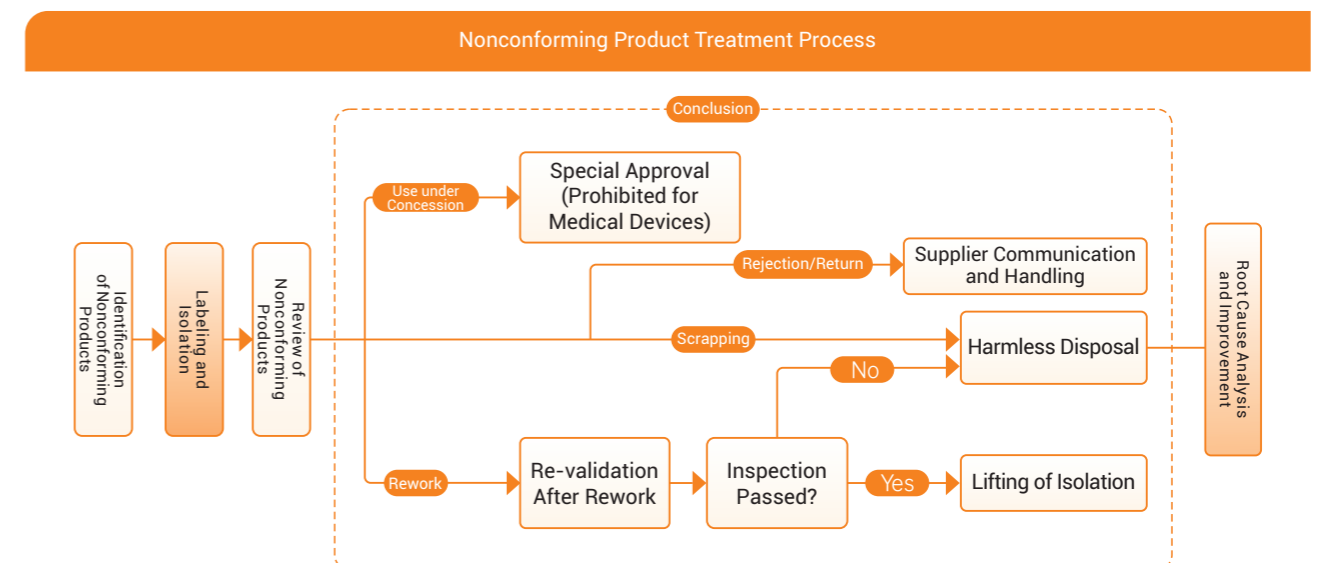 Nonconforming Product Treatment Process
Conclusion
Identification
of Nonconforming
Products
Labeling and
Isolation
Review of
Nonconforming
Products
Use under
Concession
Special Approval
(Prohibited for
Medical Devices)
Rejection/Return
Supplier Communication
and Handling
Scrapping
Harmless Disposal
No
Rework
Re-validation
After Rework
Inspection
Passed?
Yes
Lifting of Isolation
Root Cause Analysis
and Improvement